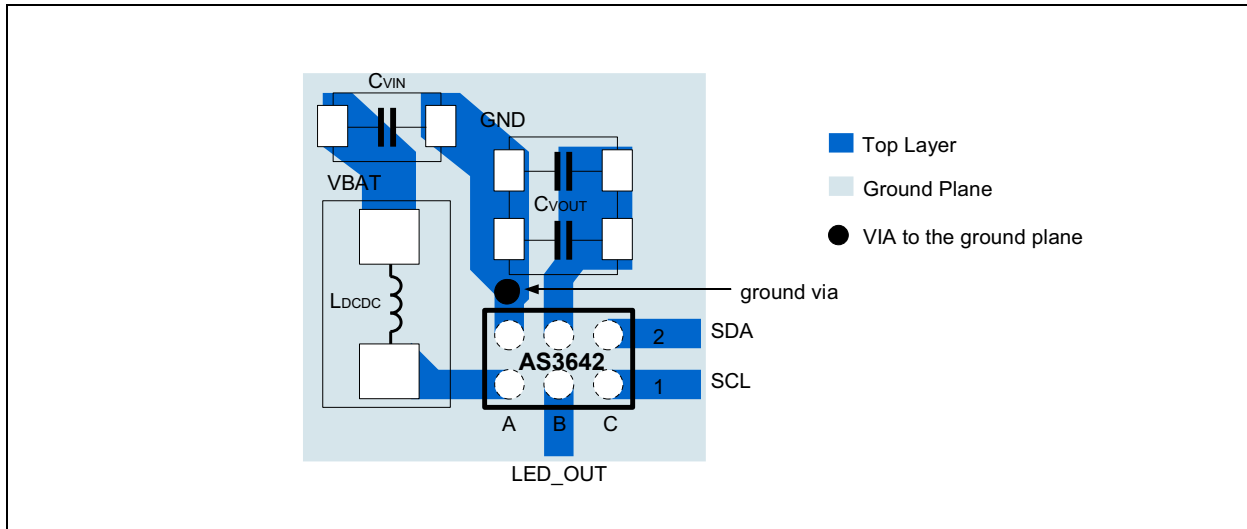 CVIN
GND
VBAT
CVOUT
LDCDC
Top Layer
Ground Plane
VIA to the ground plane
ground via
AS3642
2
SDA
1
SCL
A B C
LED_OUT